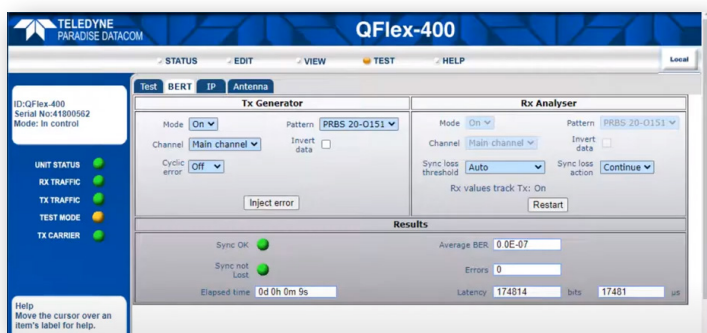 TELEDYNE
PARADISE DATACOM
QFlex-400
STATUS EDIT VIEW TEST HELP
Local
Test BERT IP Antenna
ID:QFlex-400
Serial No:41800562
Mode: In control
UNIT STATUS
RX TRAFFIC
TX TRAFFIC
TEST MODE
TX CARRIER
Help
Move the cursor over an
item's label for help.
Tx Generator
Mode On Pattern PRBS 20-O151
Channel Main channel Invert data
Cyclic error Off
Inject error
Rx Analyser
Mode On Pattern PRBS 20-O151
Channel Main channel Invert data
Sync loss threshold Auto Sync loss action Continue
Rx values track Tx: On
Restart
Results
Sync OK Average BER 0.0E-07
Sync not Lost Errors 0
Elapsed time 0d 0h 0m 9s Latency 174814 bits 17481 µs